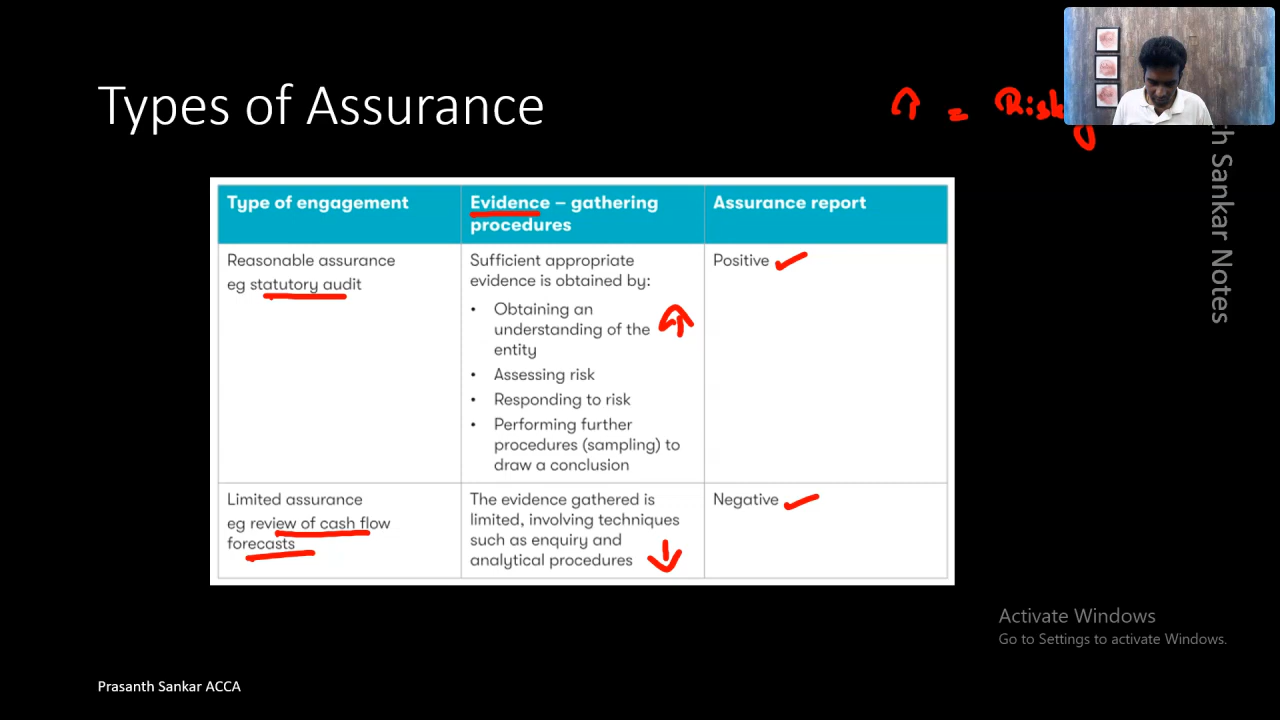 Types of Assurance
= Risk
Sankar Notes
Type of engagement
Evidence – gathering
procedures
Assurance report
Reasonable assurance
eg statutory audit
Sufficient appropriate
evidence is obtained by:
• Obtaining an
understanding of the
entity
• Assessing risk
• Responding to risk
• Performing further
procedures (sampling) to
draw a conclusion
Positive
Limited assurance
eg review of cash flow
forecasts
The evidence gathered is
limited, involving techniques
such as enquiry and
analytical procedures
Negative
Activate Windows
Go to Settings to activate Windows.
Prasanth Sankar ACCA